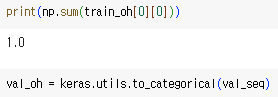 print(np.sum(train_oh[0][0]))
1.0
val_oh = keras.utils.to_categorical(val_seq)